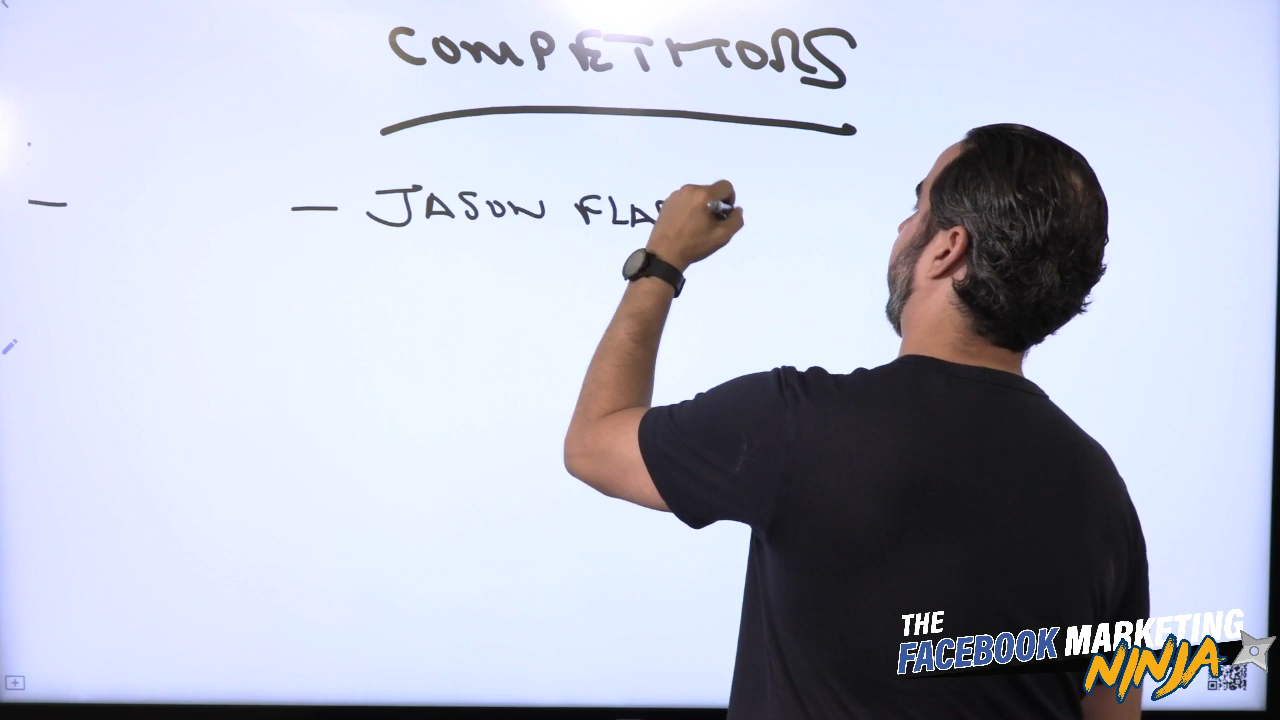 COMPETITORS
— JASON FLA
THE
FACEBOOK MARKETING
NINJA